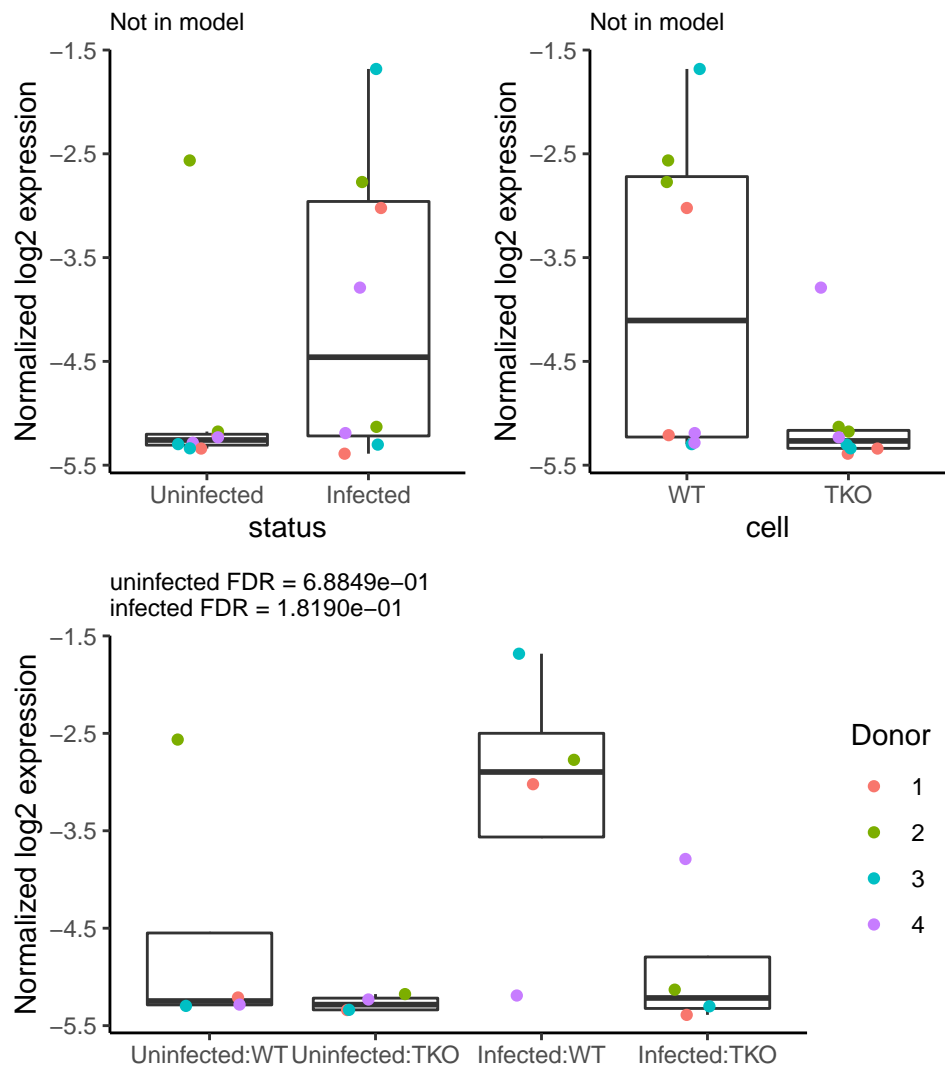 Not in model
Normalized log2 expression
−1.5
−2.5
−3.5
−4.5
−5.5
Uninfected Infected
status
Not in model
Normalized log2 expression
−1.5
−2.5
−3.5
−4.5
−5.5
WT TKO
cell
uninfected FDR = 6.8849e−01
infected FDR = 1.8190e−01
Normalized log2 expression
−1.5
−2.5
−3.5
−4.5
−5.5
Uninfected:WT Uninfected:TKO Infected:WT Infected:TKO
Donor
1
2
3
4